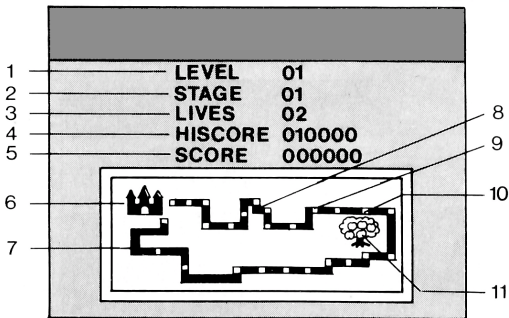 1 LEVEL 01
2 STAGE 01
3 LIVES 02
4 HISCORE 010000
5 SCORE 000000
8
9
6
10
7
11